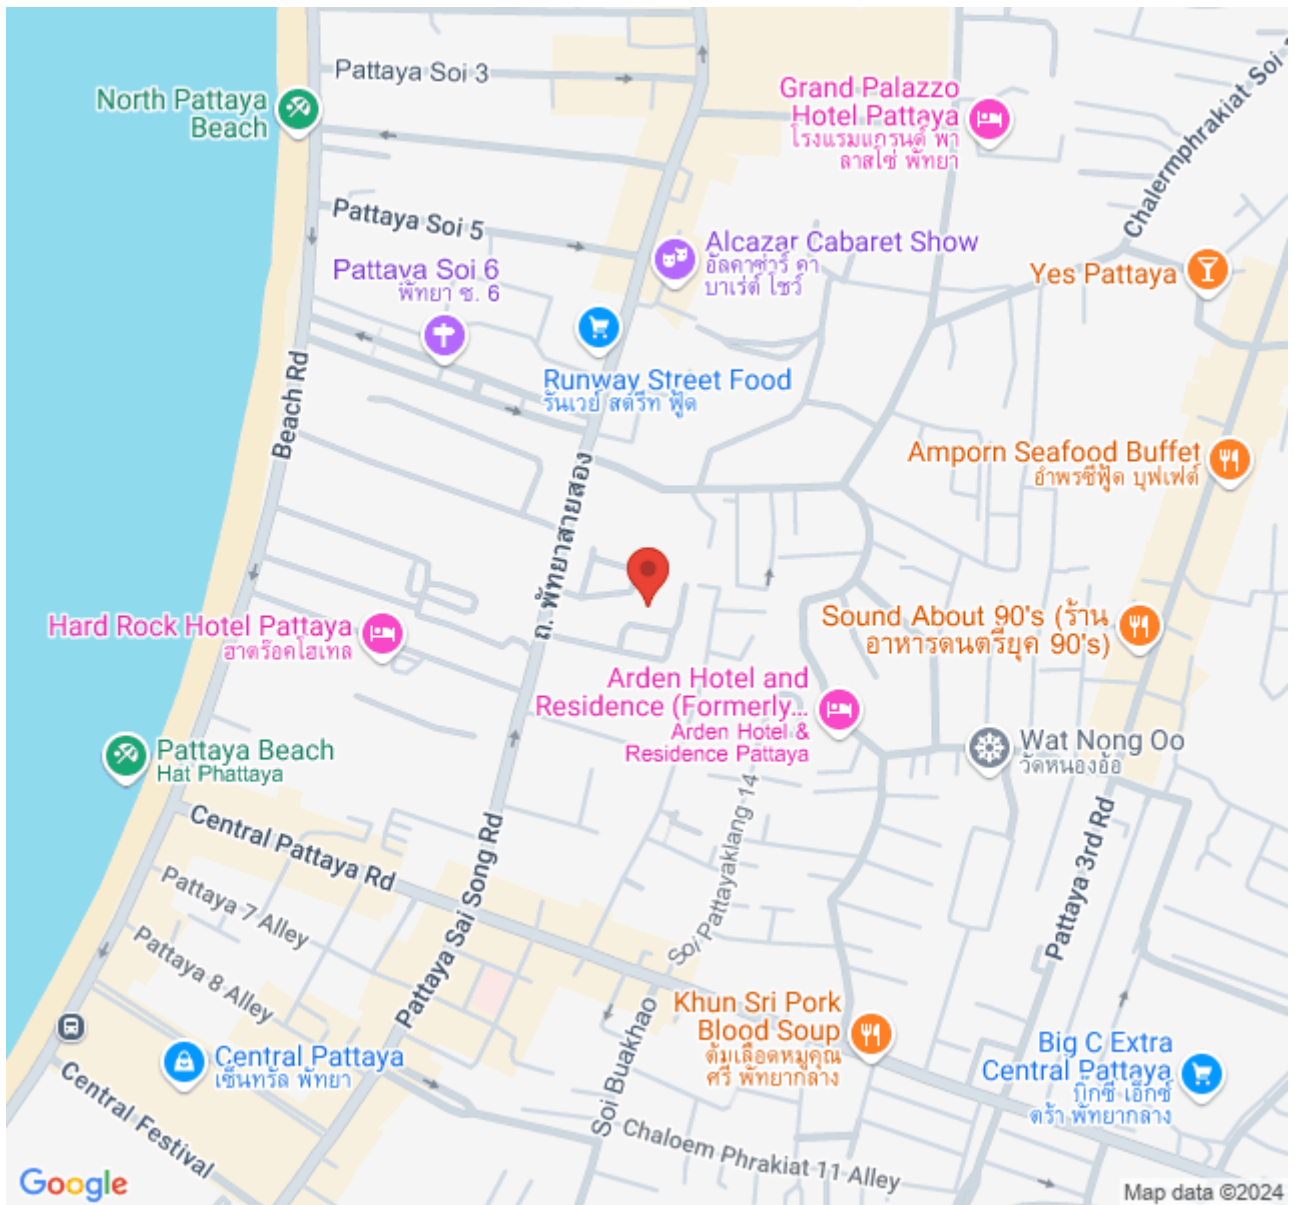 Pattaya Soi 3
North Pattaya
Beach
Grand Palazzo
Hotel Pattaya
โรงแรมแกรนด์ พา
ลาสโซ่ พัทยา
Chalermphrakiat Soi
Pattaya Soi 5
Alcazar Cabaret Show
อัลคาซ่าร์ คา
บาเร่ต์ โชว์
Pattaya Soi 6
พัทยา ซ. 6
Yes Pattaya
Runway Street Food
รันเวย์ สตรีท ฟู้ด
Beach Rd
Amporn Seafood Buffet
อำพรซีฟู้ด บุฟเฟต์
ถ. พัทยาสายสอง
Hard Rock Hotel Pattaya
ฮาดร็อคโฮเทล
Sound About 90's (ร้าน
อาหารดนตรียุค 90's)
Arden Hotel and
Residence (Formerly...
Arden Hotel &
Residence Pattaya
Wat Nong Oo
วัดหนองอ้อ
Pattaya Beach
Hat Phattaya
Central Pattaya Rd
Pattaya Sai Song Rd
Soi Pattayaklang 14
Pattaya 3rd Rd
Pattaya 7 Alley
Pattaya 8 Alley
Khun Sri Pork
Blood Soup
ต้มเลือดหมูคุณ
ศรี พัทยากลาง
Soi Buakhao
Central Pattaya
เซ็นทรัล พัทยา
Big C Extra
Central Pattaya
บิ๊กซี เอ็กซ์
ตร้า พัทยากลาง
Central Festival
Chaloem Phrakiat 11 Alley
Google
Map data ©2024